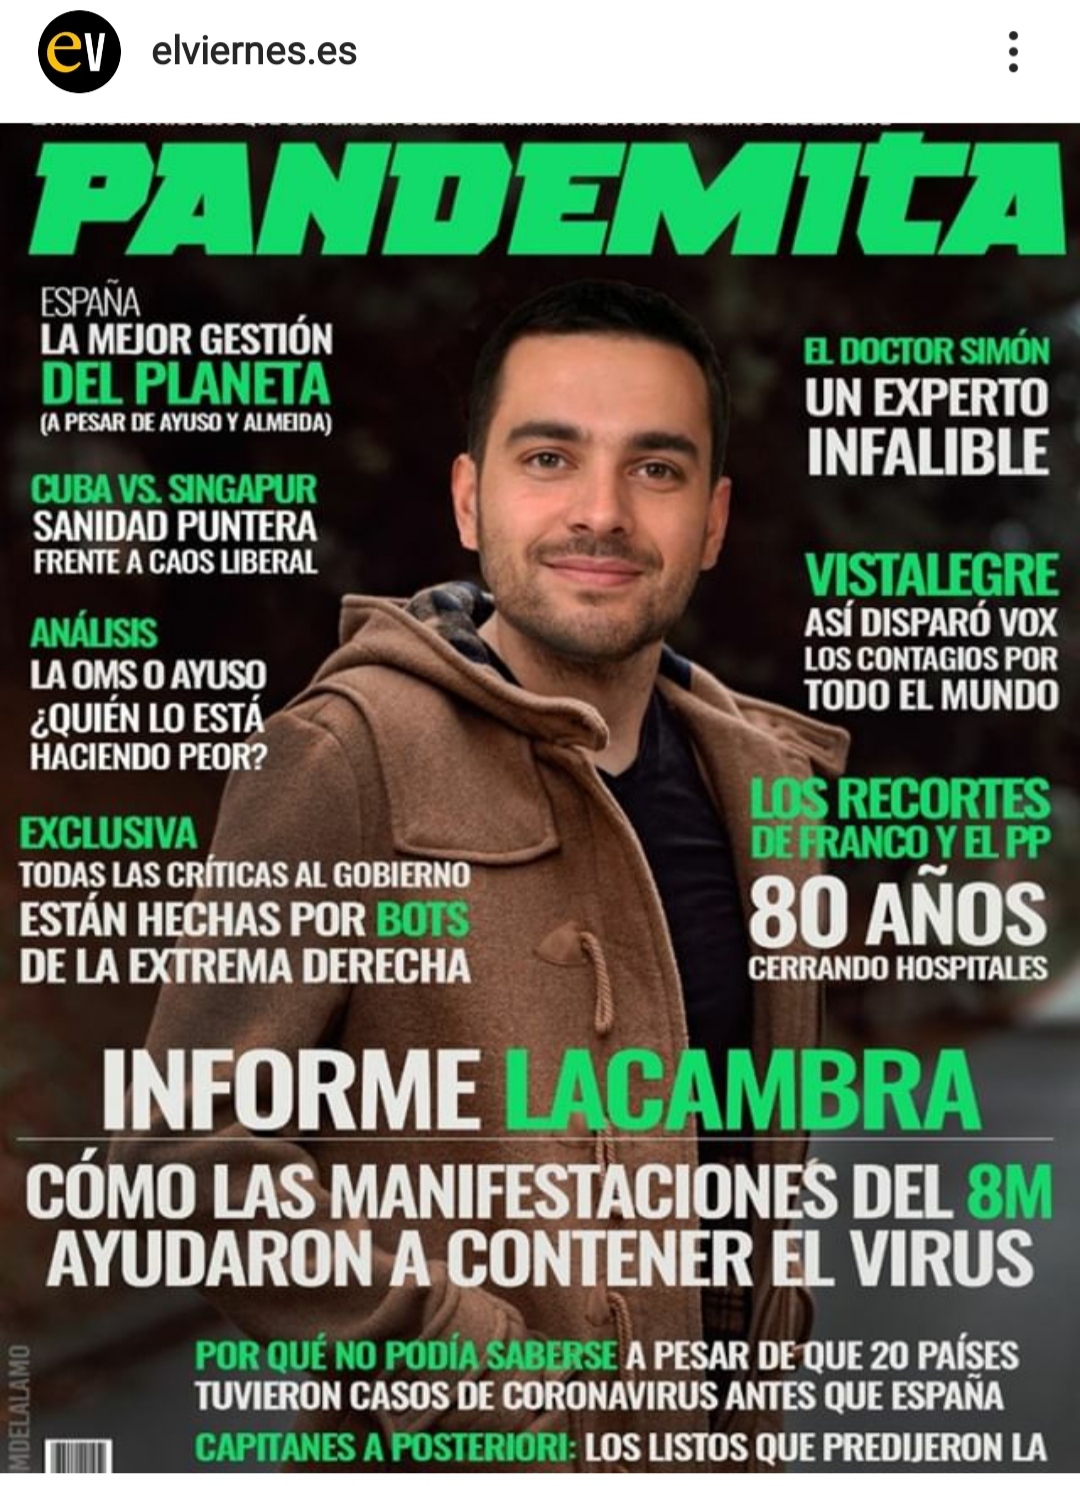 elviernes.es
PANDEMITA
ESPAÑA
LA MEJOR GESTIÓN
DEL PLANETA
(A PESAR DE AYUSO Y ALMEIDA)
CUBA VS. SINGAPUR
SANIDAD PUNTERA
FRENTE A CAOS LIBERAL
ANÁLISIS
LA OMS O AYUSO
¿QUIÉN LO ESTÁ
HACIENDO PEOR?
EXCLUSIVA
TODAS LAS CRÍTICAS AL GOBIERNO
ESTÁN HECHAS POR BOTS
DE LA EXTREMA DERECHA
EL DOCTOR SIMÓN
UN EXPERTO
INFALIBLE
VISTALEGRE
ASÍ DISPARÓ VOX
LOS CONTAGIOS POR
TODO EL MUNDO
LOS RECORTES
DE FRANCO Y EL PP
80 AÑOS
CERRANDO HOSPITALES
INFORME LACAMBRA
CÓMO LAS MANIFESTACIONES DEL 8M
AYUDARON A CONTENER EL VIRUS
POR QUÉ NO PODÍA SABERSE A PESAR DE QUE 20 PAÍSES
TUVIERON CASOS DE CORONAVIRUS ANTES QUE ESPAÑA
CAPITANES A POSTERIORI: LOS LISTOS QUE PREDIJERON LA
MDELALAMO